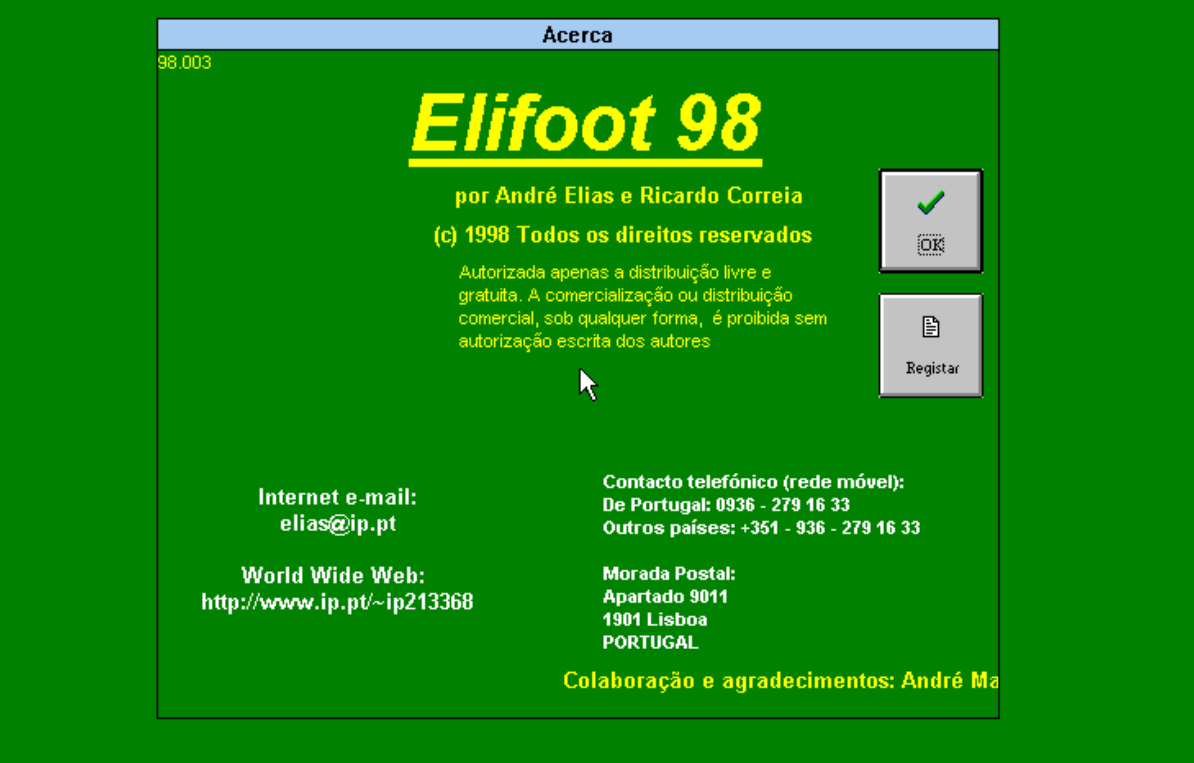 Acerca
98.003
Elifoot 98
por André Elias e Ricardo Correia
(c) 1998 Todos os direitos reservados
Autorizada apenas a distribuição livre e
gratuita. A comercialização ou distribuição
comercial, sob qualquer forma, é proibida sem
autorização escrita dos autores
OK
Registar
Internet e-mail:
elias@ip.pt
World Wide Web:
http://www.ip.pt/~ip213368
Contacto telefónico (rede móvel):
De Portugal: 0936 - 279 16 33
Outros países: +351 - 936 - 279 16 33
Morada Postal:
Apartado 9011
1901 Lisboa
PORTUGAL
Colaboração e agradecimentos: André Ma